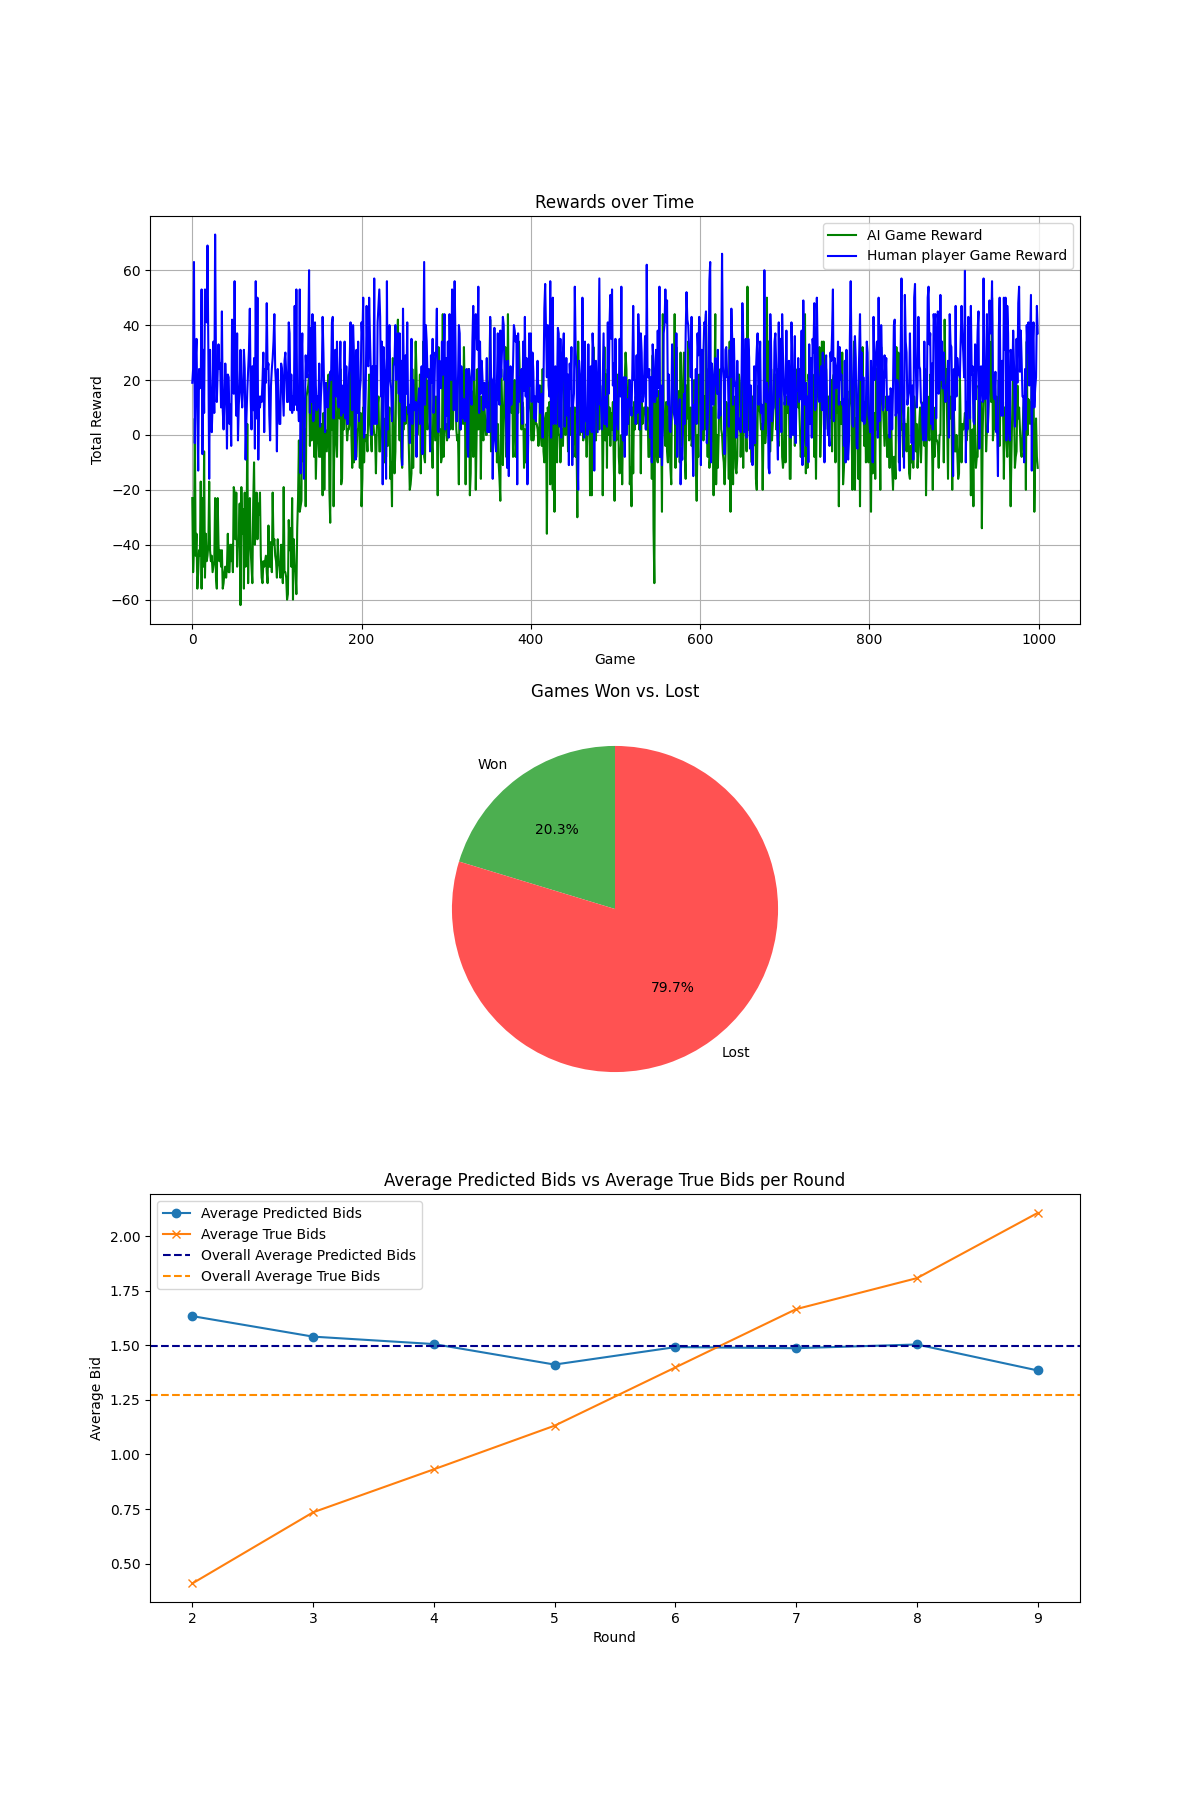 Rewards over Time
AI Game Reward
Human player Game Reward
Total Reward
60
40
20
0
−20
−40
−60
0 200 400 600 800 1000
Game
Games Won vs. Lost
Won
20.3%
79.7%
Lost
Average Predicted Bids vs Average True Bids per Round
Average Predicted Bids
Average True Bids
Overall Average Predicted Bids
Overall Average True Bids
Average Bid
2.00
1.75
1.50
1.25
1.00
0.75
0.50
2 3 4 5 6 7 8 9
Round